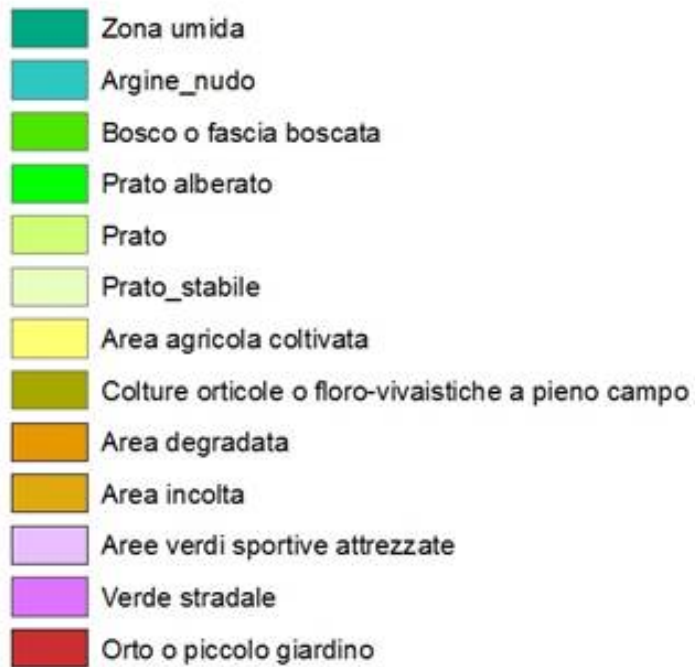 Zona umida
Argine_nudo
Bosco o fascia boscata
Prato alberato
Prato
Prato_stabile
Area agricola coltivata
Colture orticole o floro-vivaistiche a pieno campo
Area degradata
Area incolta
Aree verdi sportive attrezzate
Verde stradale
Orto o piccolo giardino